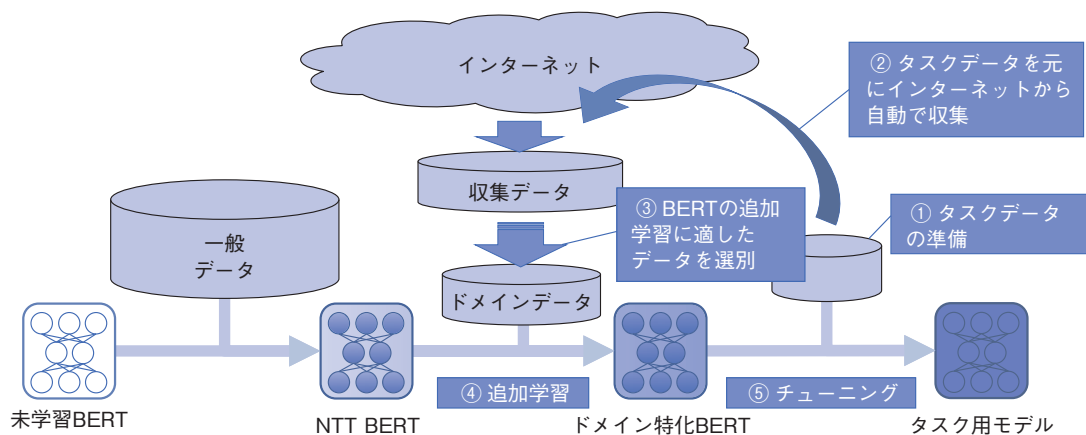 インターネット
② タスクデータを元
にインターネットから
自動で収集
収集データ
③ BERTの追加
学習に適した
データを選別
① タスクデータ
の準備
一般
データ
ドメインデータ
④ 追加学習
⑤ チューニング
未学習BERT
NTT BERT
ドメイン特化BERT
タスク用モデル